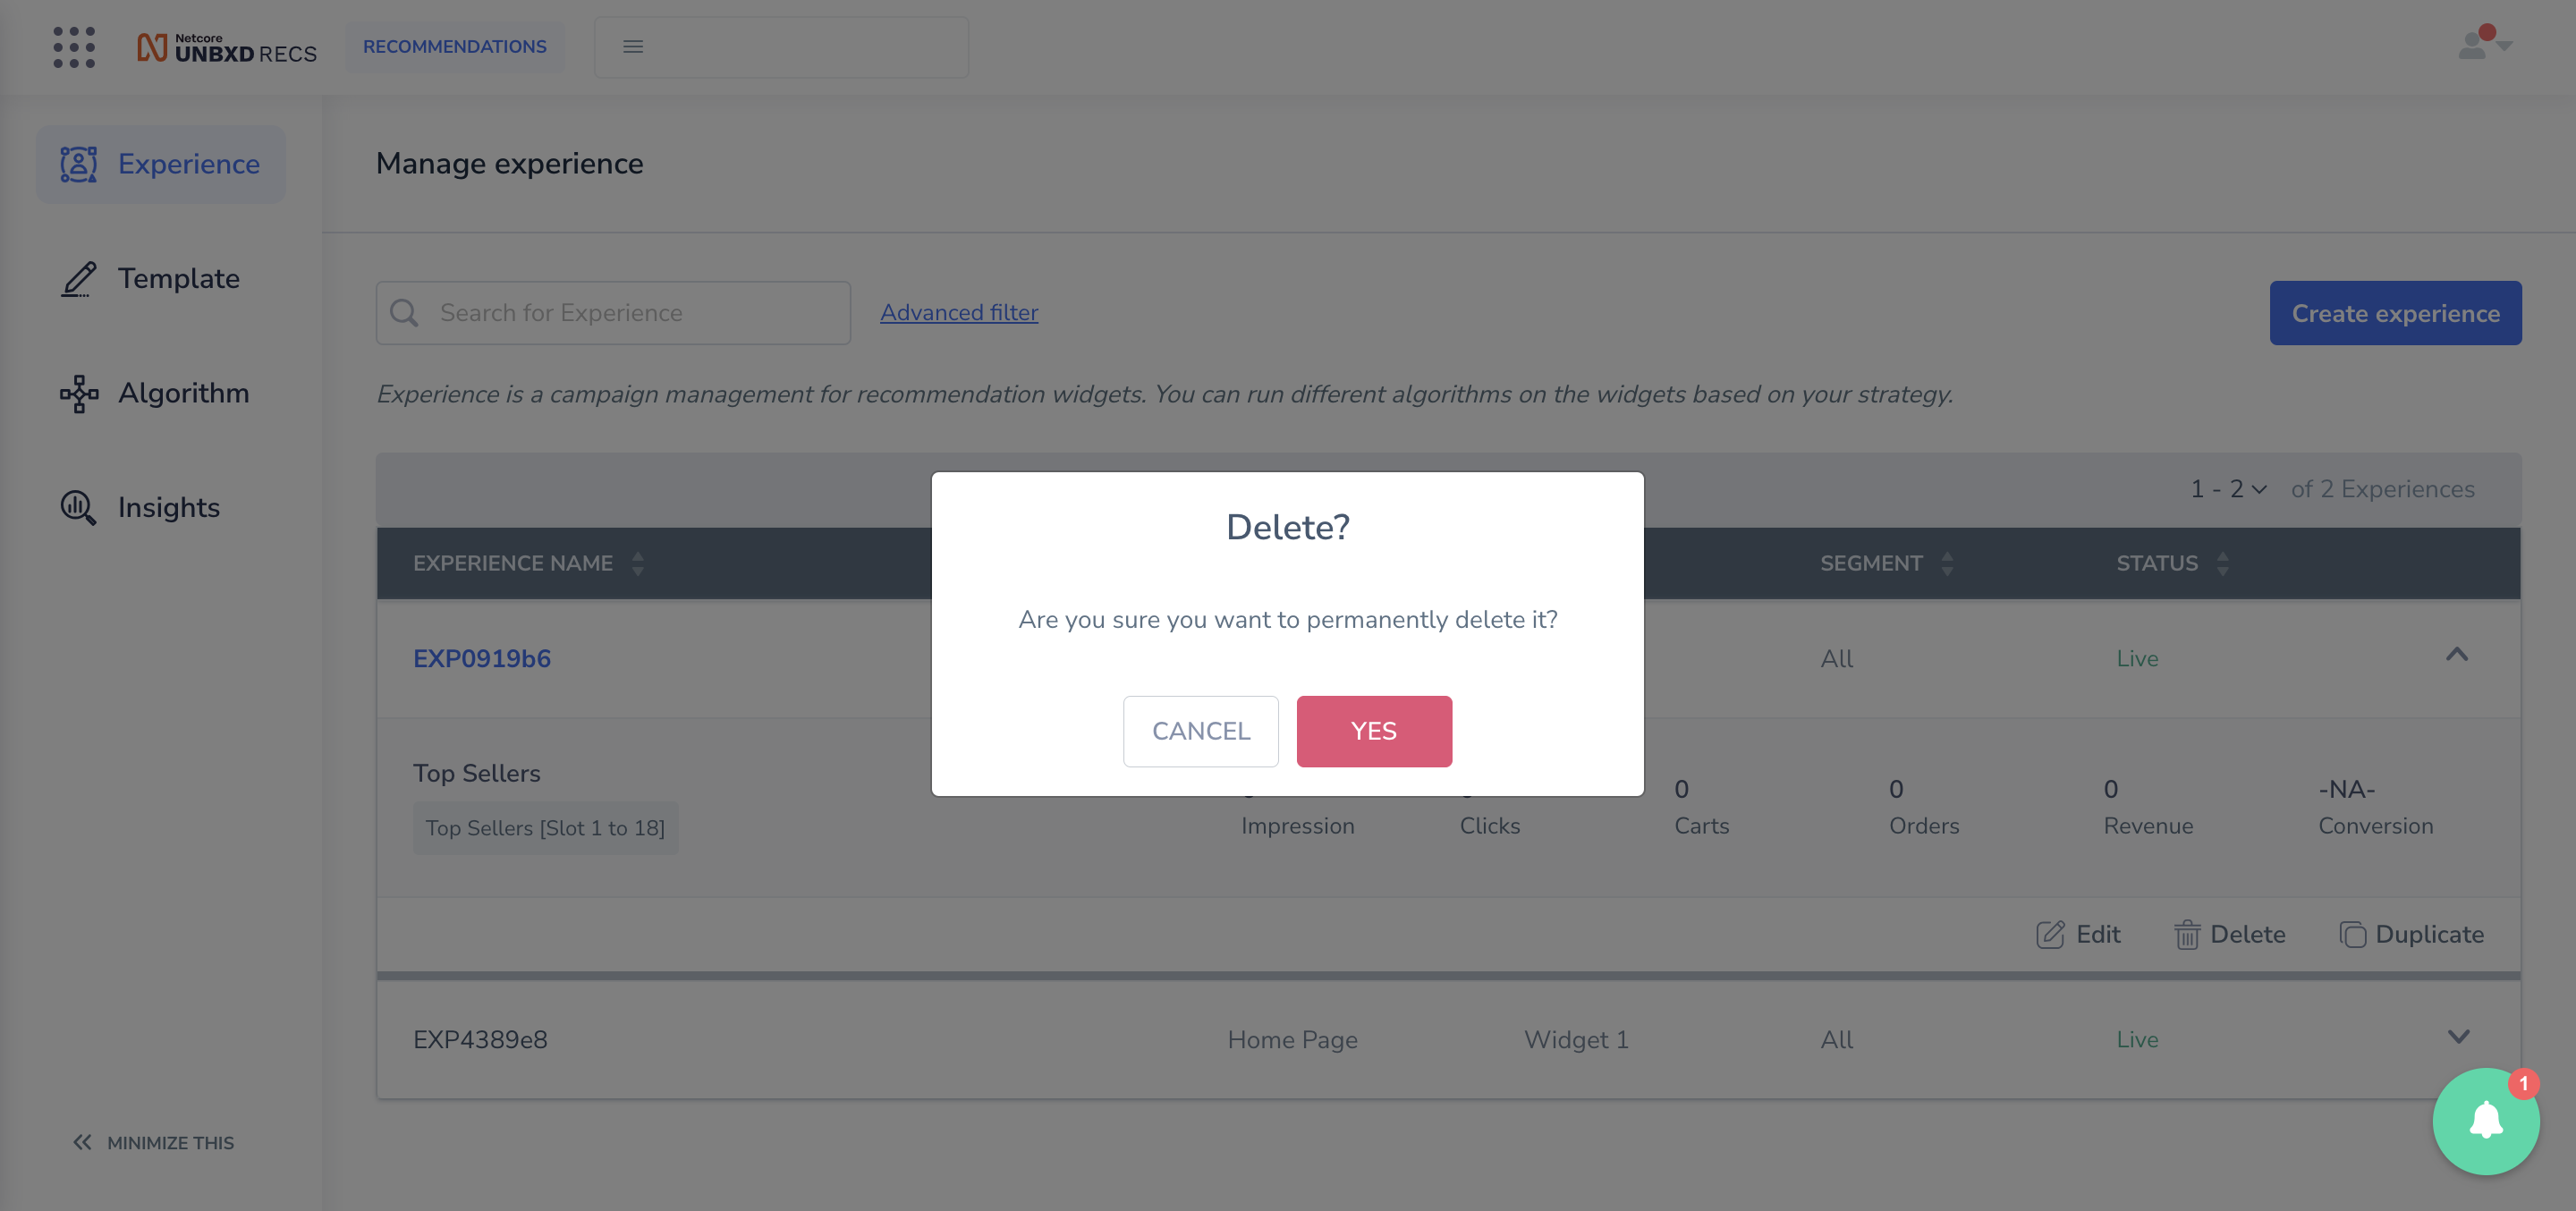 Netcore
UNBXD RECS
RECOMMENDATIONS
Experience
Template
Algorithm
Insights
MINIMIZE THIS
Manage experience
Search for Experience
Advanced filter
Create experience
Experience is a campaign management for recommendation widgets. You can run different algorithms on the widgets based on your strategy.
1 - 2 of 2 Experiences
EXPERIENCE NAME SEGMENT STATUS
EXP0919b6 All Live
Delete?
Are you sure you want to permanently delete it?
CANCEL YES
Top Sellers
Top Sellers [Slot 1 to 18]
0 0 0 -NA-
Impression Clicks Carts Orders Revenue Conversion
Edit Delete Duplicate
EXP4389e8 Home Page Widget 1 All Live
1